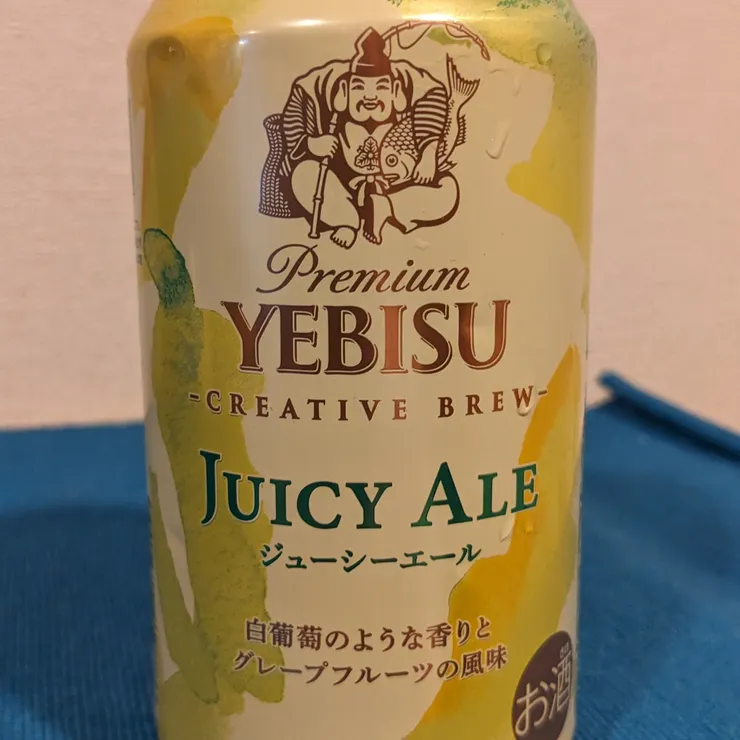 Premium
YEBISU
-CREATIVE BREW-
JUICY ALE
ジューシーエール
白葡萄のような香りと
グレープフルーツの風味
お酒